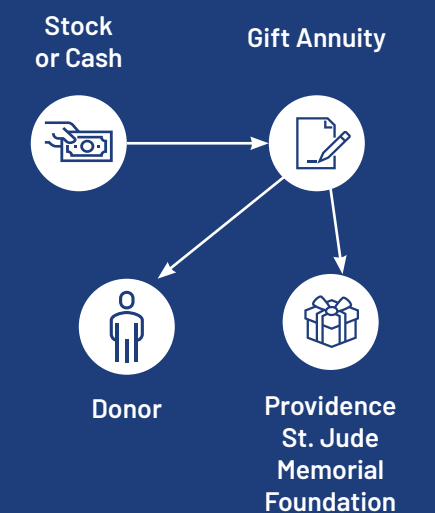 Stock
or Cash
Gift Annuity
Donor
Providence
St. Jude
Memorial
Foundation